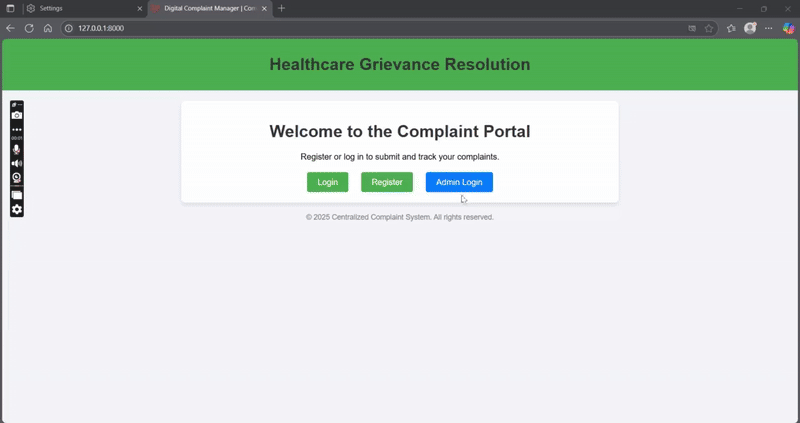 Settings
Digital Complaint Manager | Com
127.0.0.1:8000
Healthcare Grievance Resolution
00:01
Welcome to the Complaint Portal
Register or log in to submit and track your complaints.
Login
Register
Admin Login
© 2025 Centralized Complaint System. All rights reserved.